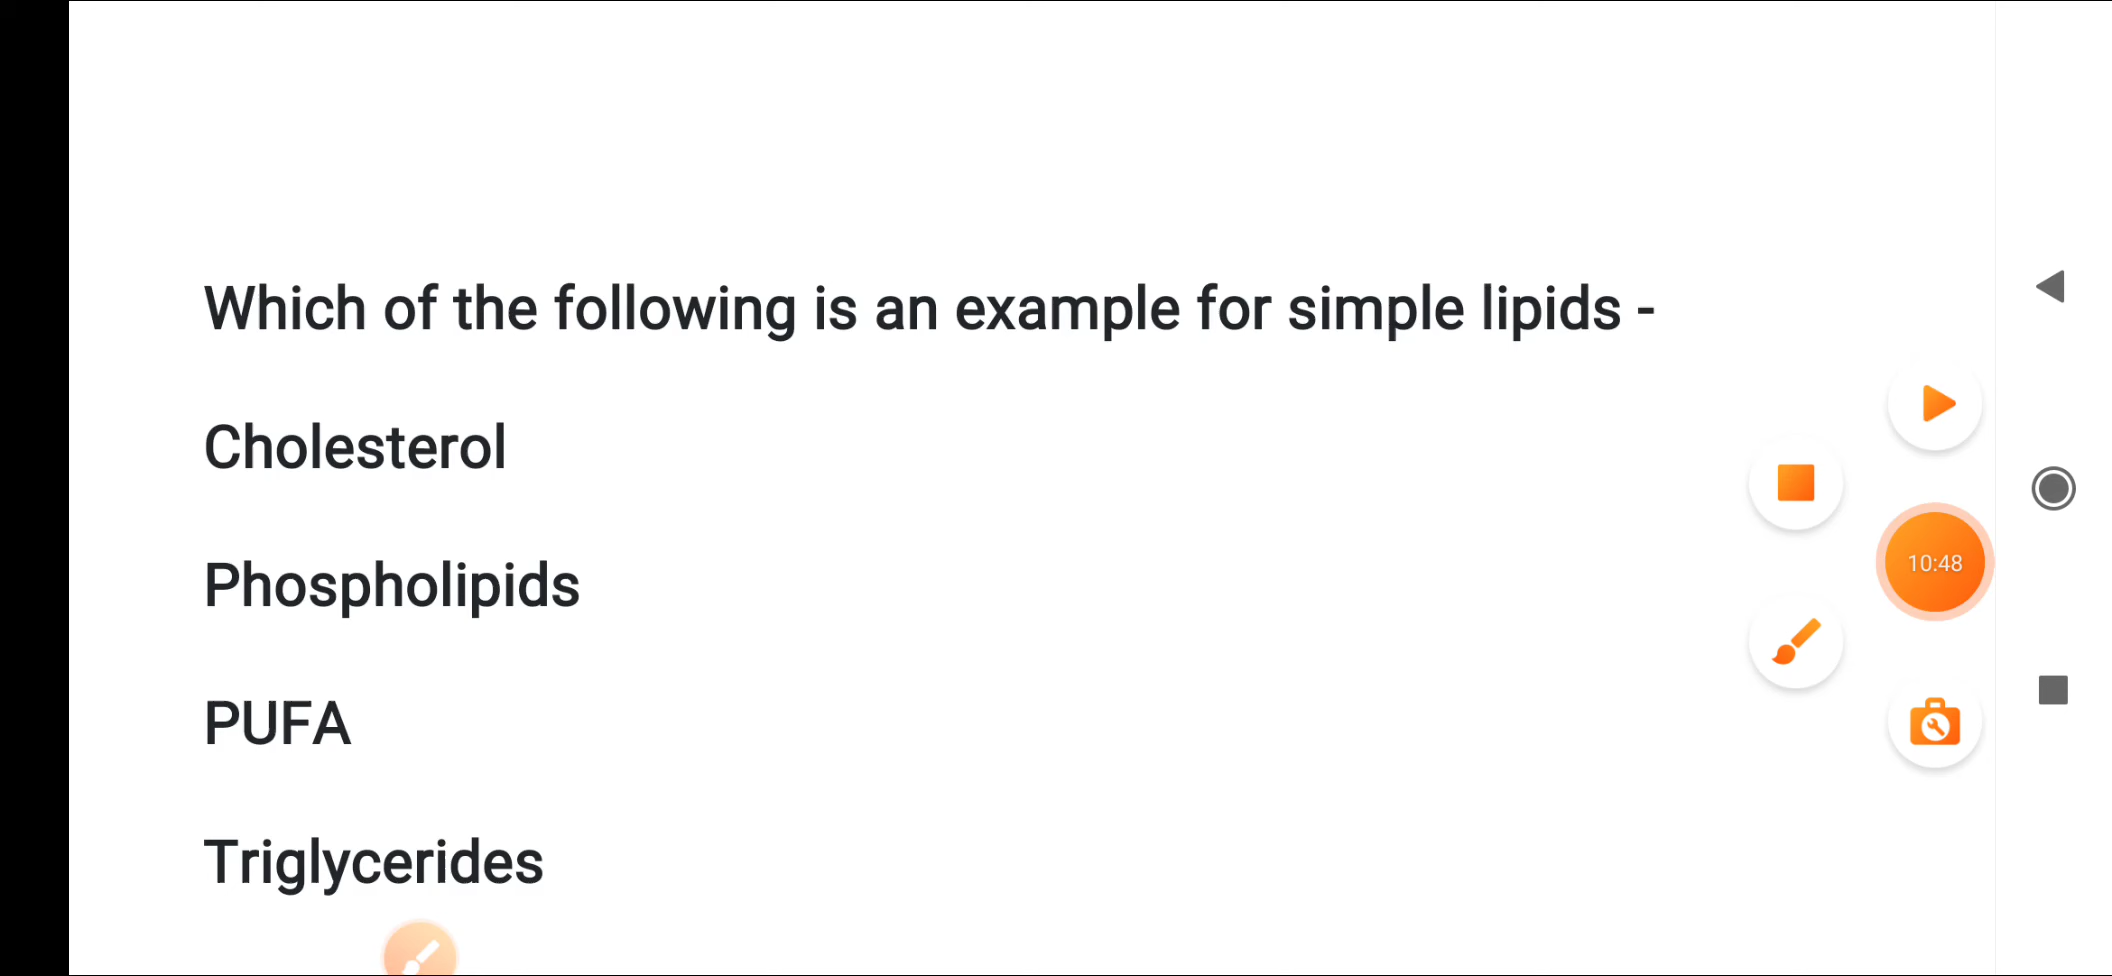 Which of the following is an example for simple lipids -
Cholesterol
10:48
Phospholipids
PUFA
Triglycerides